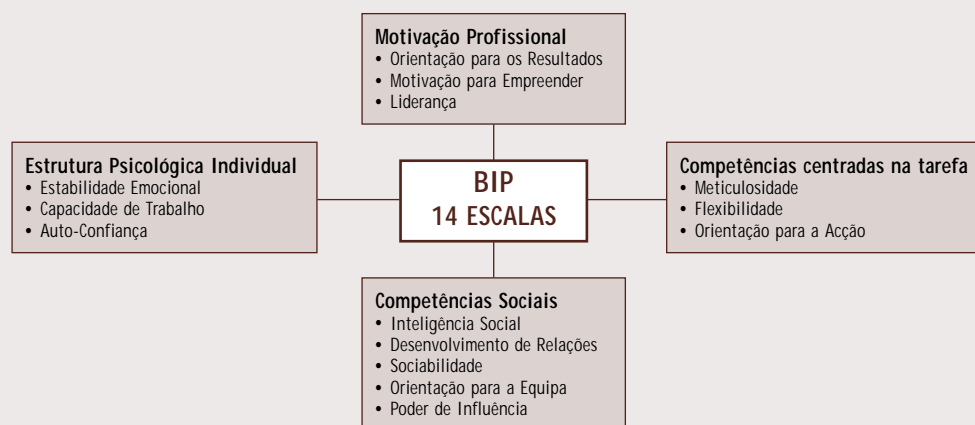 Motivação Profissional
• Orientação para os Resultados
• Motivação para Empreender
• Liderança
Estrutura Psicológica Individual
• Estabilidade Emocional
• Capacidade de Trabalho
• Auto-Confiança
BIP
14 ESCALAS
Competências centradas na tarefa
• Meticulosidade
• Flexibilidade
• Orientação para a Acção
Competências Sociais
• Inteligência Social
• Desenvolvimento de Relações
• Sociabilidade
• Orientação para a Equipa
• Poder de Influência